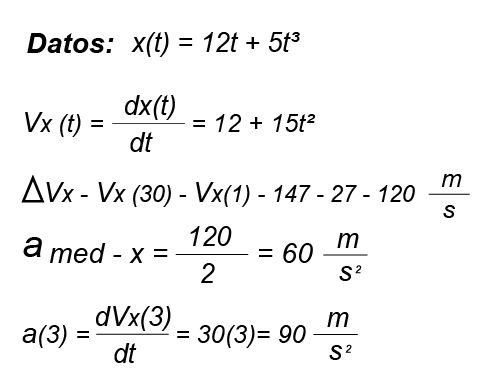 Datos: x(t) = 12t + 5t³
Vx (t) = dx(t)/dt = 12 + 15t²
ΔVx - Vx (30) - Vx(1) - 147 - 27 - 120 m/s
a med - x = 120/2 = 60 m/s²
a(3) = dVx(3)/dt = 30(3)= 90 m/s²